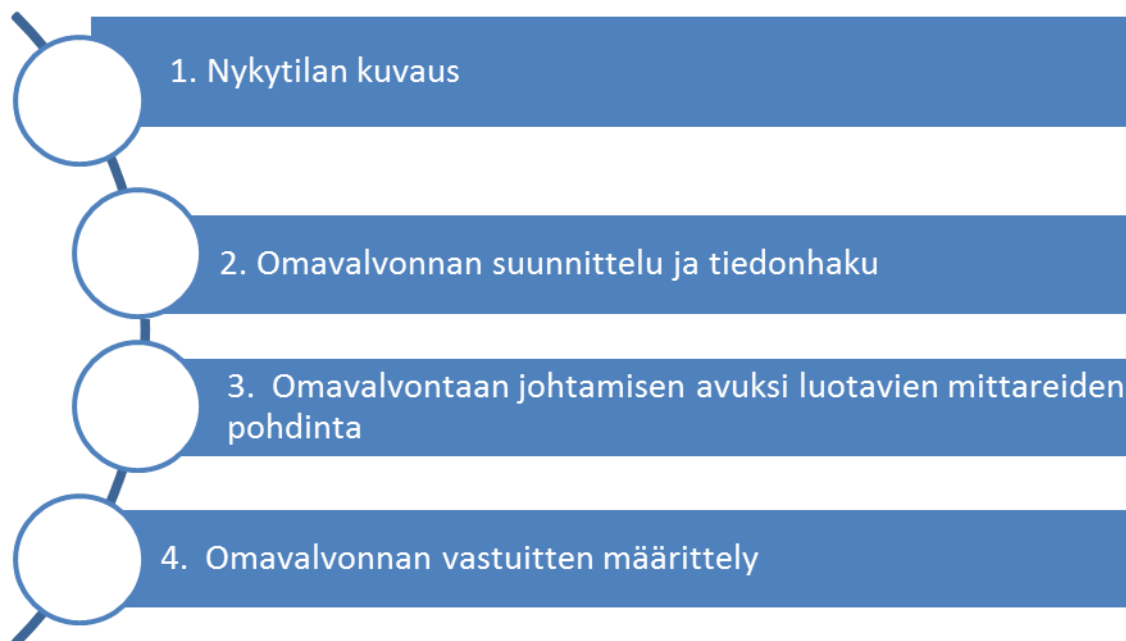 1. Nykytilan kuvaus
2. Omavalvonnan suunnittelu ja tiedonhaku
3. Omavalvontaan johtamisen avuksi luotavien mittareiden
pohdinta
4. Omavalvonnan vastuitten määrittely